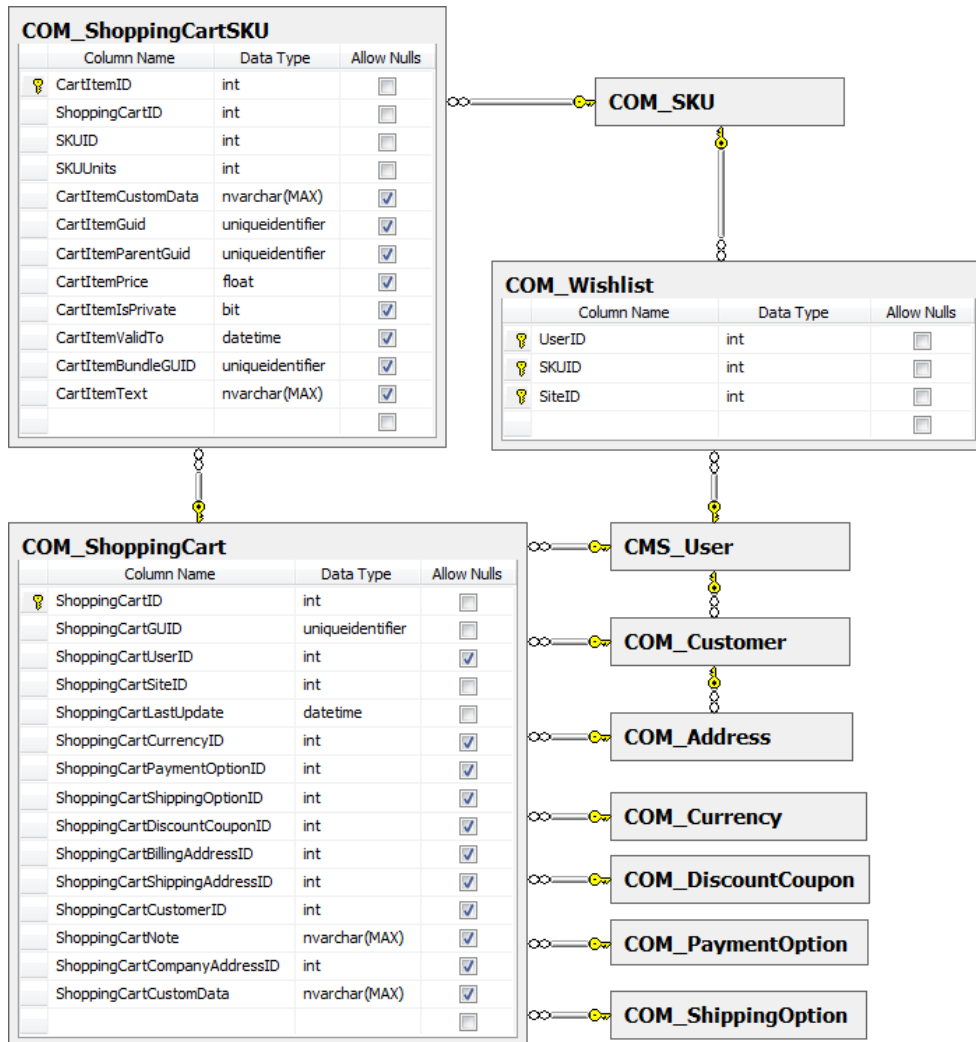 COM_ShoppingCartSKU
Column Name Data Type Allow Nulls
CartItemID int
ShoppingCartID int
SKUID int
SKUUnits int
CartItemCustomData nvarchar(MAX)
CartItemGuid uniqueidentifier
CartItemParentGuid uniqueidentifier
CartItemPrice float
CartItemIsPrivate bit
CartItemValidTo datetime
CartItemBundleGUID uniqueidentifier
CartItemText nvarchar(MAX)
COM_SKU
COM_Wishlist
Column Name Data Type Allow Nulls
UserID int
SKUID int
SiteID int
COM_ShoppingCart
Column Name Data Type Allow Nulls
ShoppingCartID int
ShoppingCartGUID uniqueidentifier
ShoppingCartUserID int
ShoppingCartSiteID int
ShoppingCartLastUpdate datetime
ShoppingCartCurrencyID int
ShoppingCartPaymentOptionID int
ShoppingCartShippingOptionID int
ShoppingCartDiscountCouponID int
ShoppingCartBillingAddressID int
ShoppingCartShippingAddressID int
ShoppingCartCustomerID int
ShoppingCartNote nvarchar(MAX)
ShoppingCartCompanyAddressID int
ShoppingCartCustomData nvarchar(MAX)
CMS_User
COM_Customer
COM_Address
COM_Currency
COM_DiscountCoupon
COM_PaymentOption
COM_ShippingOption